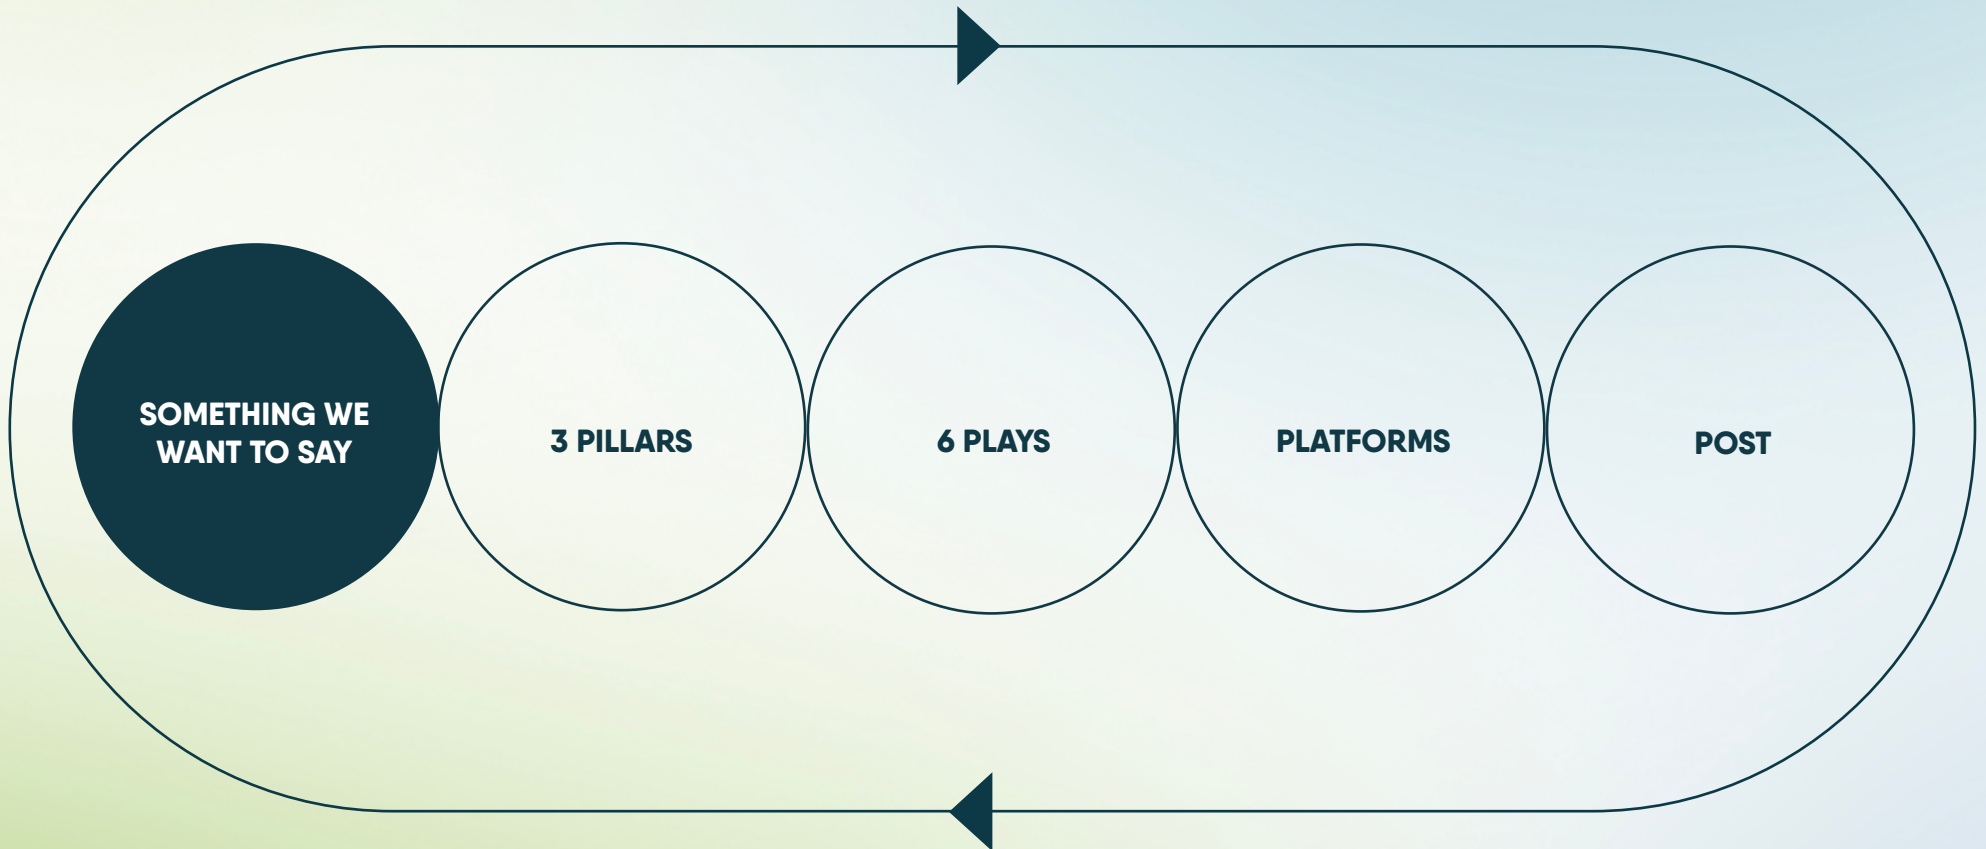 SOMETHING WE
WANT TO SAY
3 PILLARS
6 PLAYS
PLATFORMS
POST